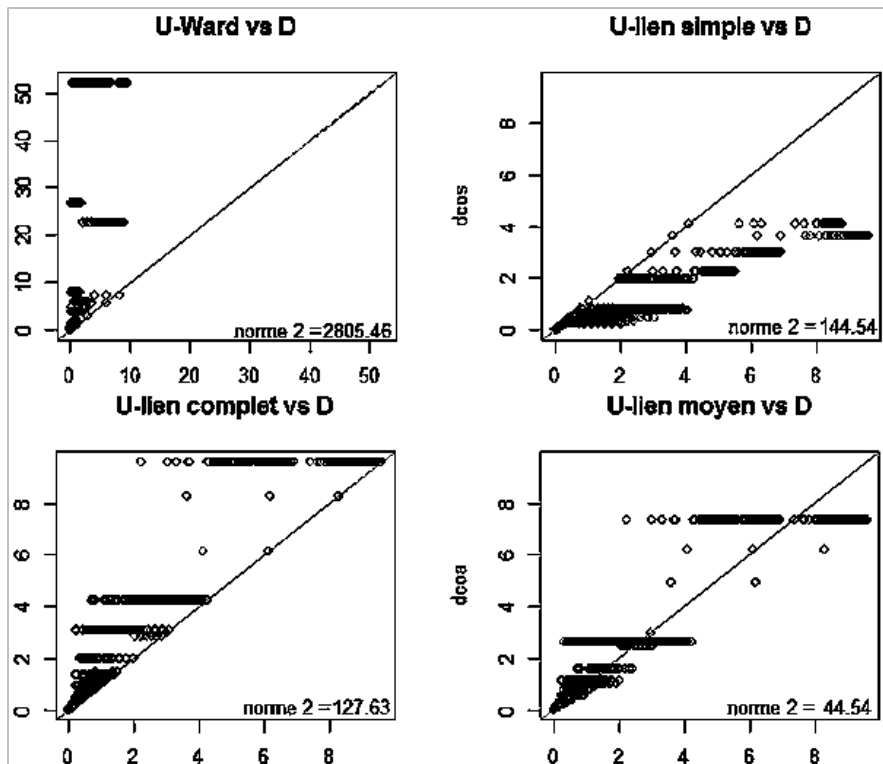 U-Ward vs D
50
40
30
20
10
0
norme 2 =2805.46
0 10 20 30 40 50
U-lien simple vs D
dcos
8
6
4
2
0
norme 2 = 144.54
0 2 4 6 8
U-lien complet vs D
8
6
4
2
0
norme 2 =127.63
0 2 4 6 8
U-lien moyen vs D
dcoa
8
6
4
2
0
norme 2 = 44.54
0 2 4 6 8